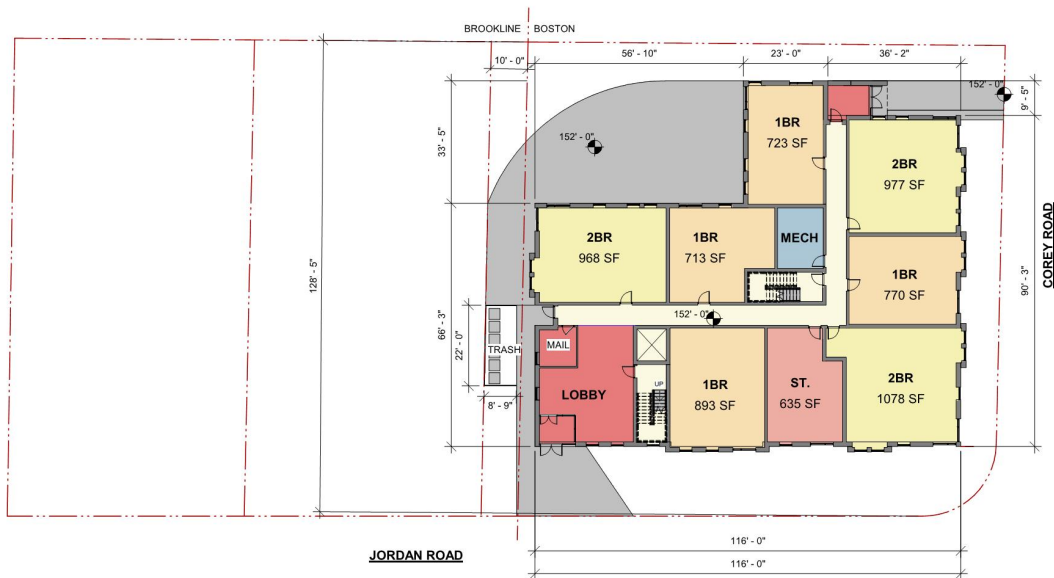 BROOKLINE
BOSTON
56' - 10"
23' - 0"
36' - 2"
10' - 0"
152' - 0"
9' - 5"
33' - 5"
152' - 0"
1BR
723 SF
2BR
977 SF
2BR
968 SF
1BR
713 SF
MECH
1BR
770 SF
COREY ROAD
90' - 3"
128' - 5"
66' - 3"
22' - 0"
152' - 0"
TRASH
MAIL
LOBBY
UP
1BR
893 SF
ST.
635 SF
2BR
1078 SF
8' - 9"
116' - 0"
JORDAN ROAD
116' - 0"